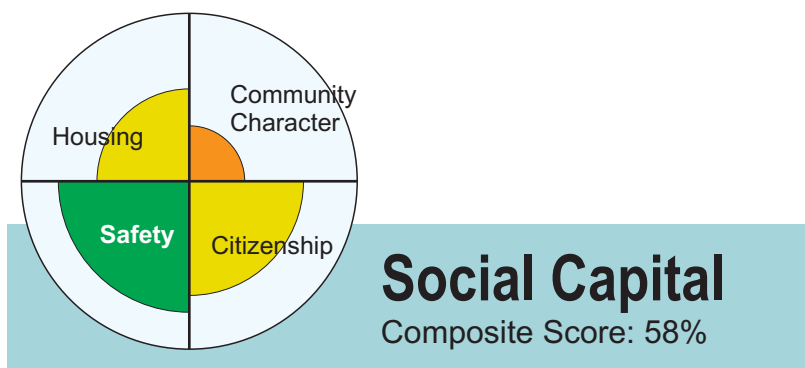 Community
Character
Housing
Safety
Citizenship
Social Capital
Composite Score: 58%